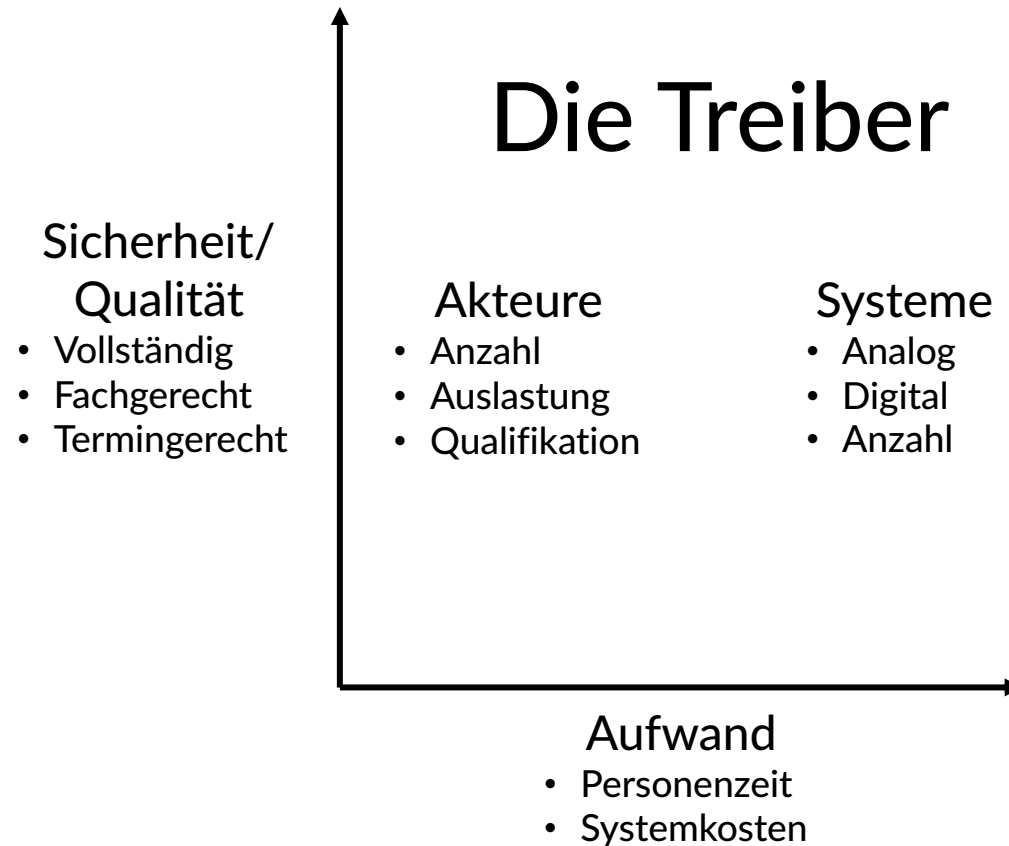 Die Treiber
Sicherheit/
Qualität
• Vollständig
• Fachgerecht
• Termingerecht
Akteure
• Anzahl
• Auslastung
• Qualifikation
Systeme
• Analog
• Digital
• Anzahl
Aufwand
• Personenzeit
• Systemkosten